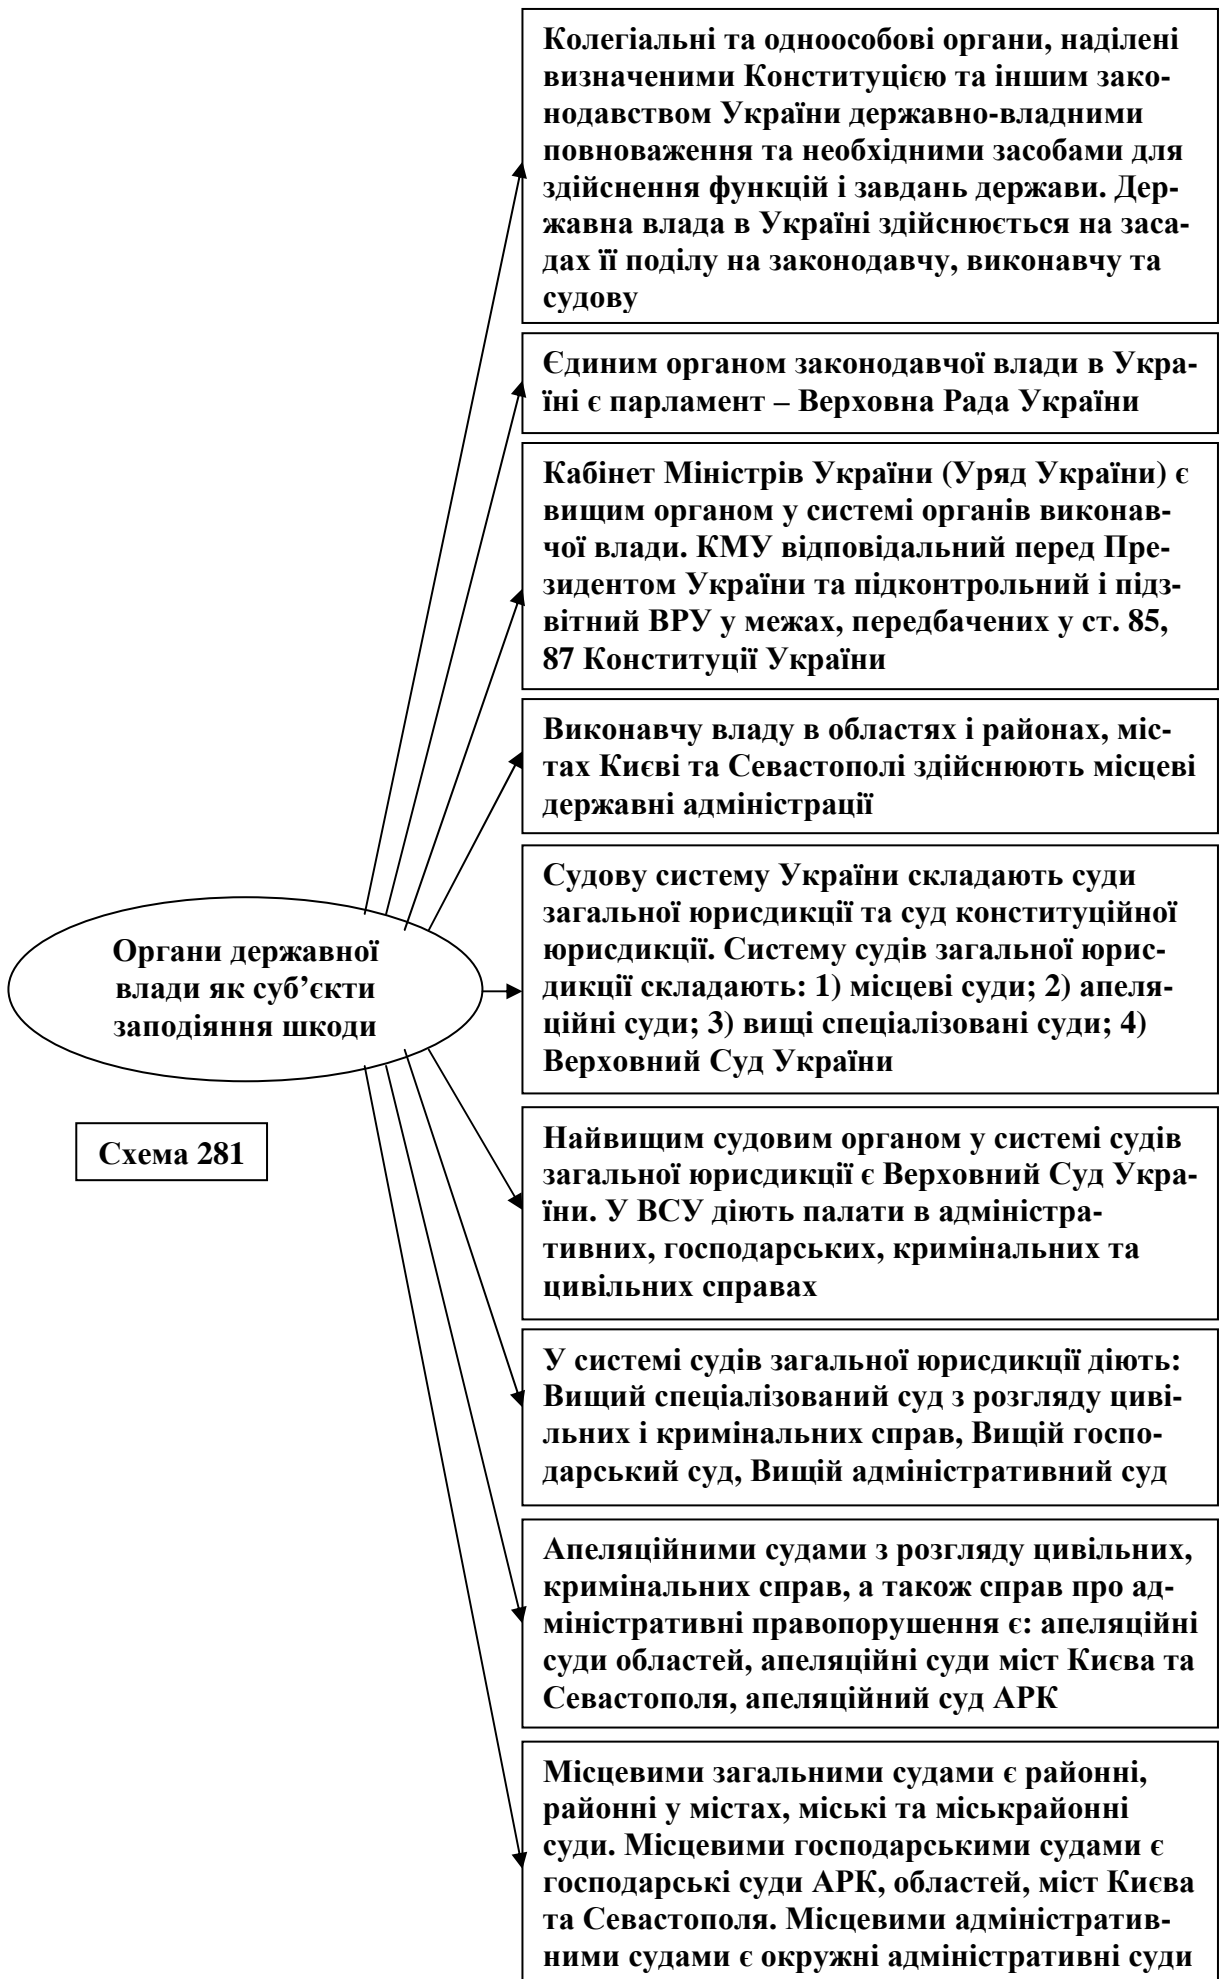 Колегіальні та одноособові органи, наділені
визначеними Конституцією та іншим зако-
нодавством України державно-владними
повноваження та необхідними засобами для
здійснення функцій і завдань держави. Дер-
жавна влада в Україні здійснюється на заса-
дах її поділу на законодавчу, виконавчу та
судову
Єдиним органом законодавчої влади в Укра-
їні є парламент – Верховна Рада України
Кабінет Міністрів України (Уряд України) є
вищим органом у системі органів виконав-
чої влади. КМУ відповідальний перед Пре-
зидентом України та підконтрольний і підз-
вітний ВРУ у межах, передбачених у ст. 85,
87 Конституції України
Виконавчу владу в областях і районах, міс-
тах Києві та Севастополі здійснюють місцеві
державні адміністрації
Органи державної
влади як суб’єкти
заподіяння шкоди
Схема 281
Судову систему України складають суди
загальної юрисдикції та суд конституційної
юрисдикції. Систему судів загальної юрис-
дикції складають: 1) місцеві суди; 2) апеля-
ційні суди; 3) вищі спеціалізовані суди; 4)
Верховний Суд України
Найвищим судовим органом у системі судів
загальної юрисдикції є Верховний Суд Укра-
їни. У ВСУ діють палати в адміністра-
тивних, господарських, кримінальних та
цивільних справах
У системі судів загальної юрисдикції діють:
Вищий спеціалізований суд з розгляду циві-
льних і кримінальних справ, Вищій госпо-
дарський суд, Вищій адміністративний суд
Апеляційними судами з розгляду цивільних,
кримінальних справ, а також справ про ад-
міністративні правопорушення є: апеляційні
суди областей, апеляційні суди міст Києва та
Севастополя, апеляційний суд АРК
Місцевими загальними судами є районні,
районні у містах, міські та міськрайонні
суди. Місцевими господарськими судами є
господарські суди АРК, областей, міст Києва
та Севастополя. Місцевими адміністратив-
ними судами є окружні адміністративні суди